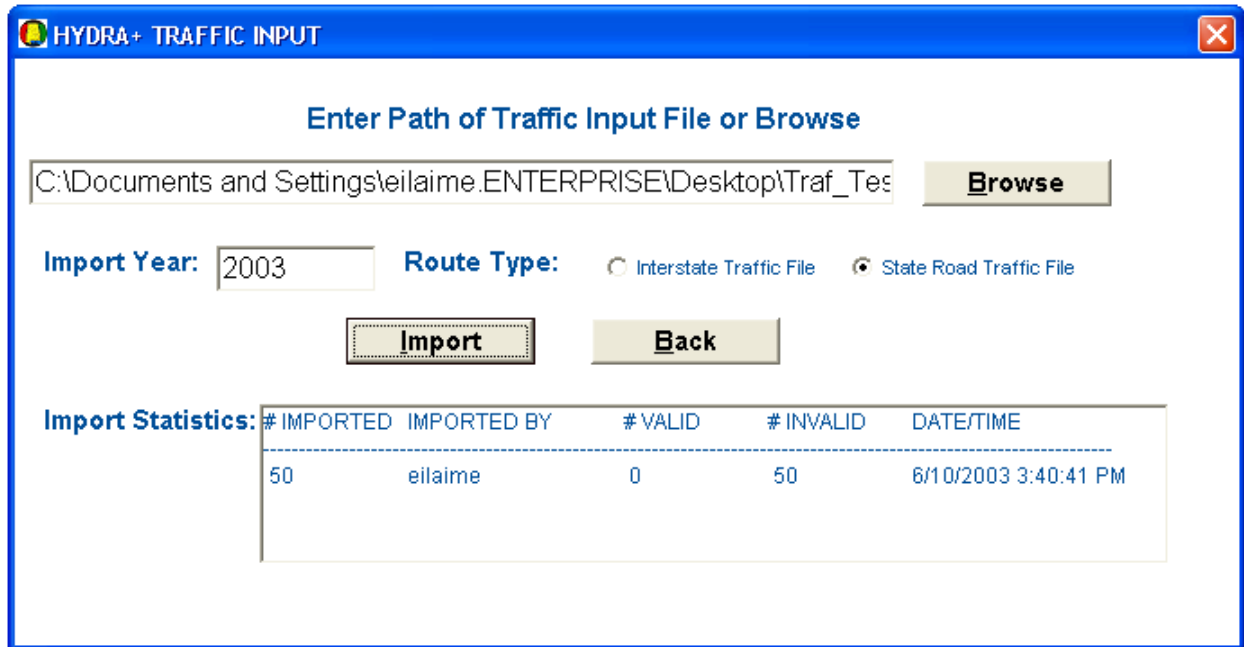 HYDRA+ TRAFFIC INPUT
Enter Path of Traffic Input File or Browse
C:\Documents and Settings\eilaime.ENTERPRISE\Desktop\Traf_Tes
Browse
Import Year: 2003 Route Type: Interstate Traffic File State Road Traffic File
Import Back
Import Statistics: # IMPORTED IMPORTED BY # VALID # INVALID DATE/TIME
50 eilaime 0 50 6/10/2003 3:40:41 PM